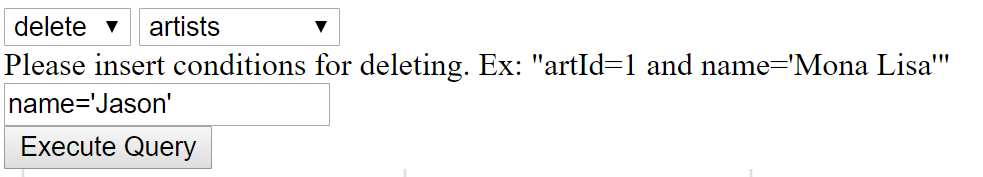 delete artists
Please insert conditions for deleting. Ex: "artId=1 and name='Mona Lisa'"
name='Jason'
Execute Query